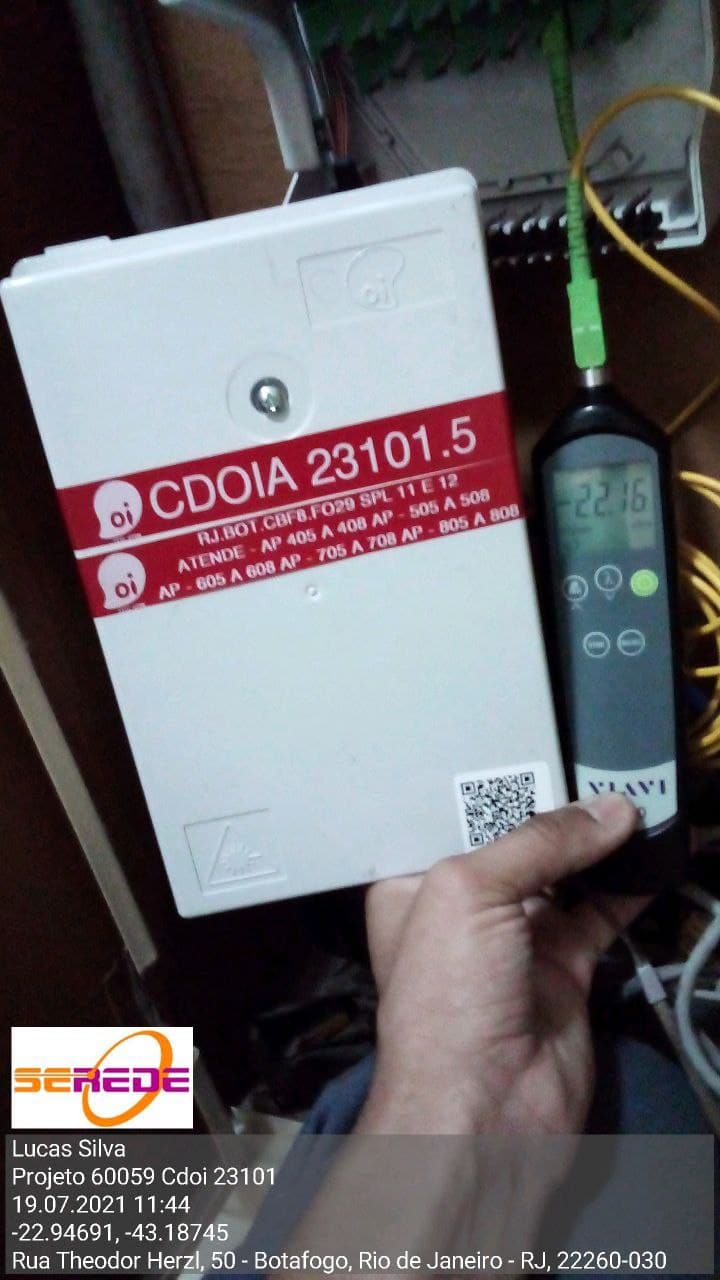 oi
oi
CDOIA 23101.5
RJ.BOT.CBF8.FO29 SPL 11 E 12
oi
ATENDE - AP 405 A 408 AP - 505 A 508
AP - 605 A 608 AP - 705 A 708 AP - 805 A 808
-22.16
VIAVI
SEREDE
Lucas Silva
Projeto 60059 Cdoi 23101
19.07.2021 11:44
-22.94691, -43.18745
Rua Theodor Herzl, 50 - Botafogo, Rio de Janeiro - RJ, 22260-030